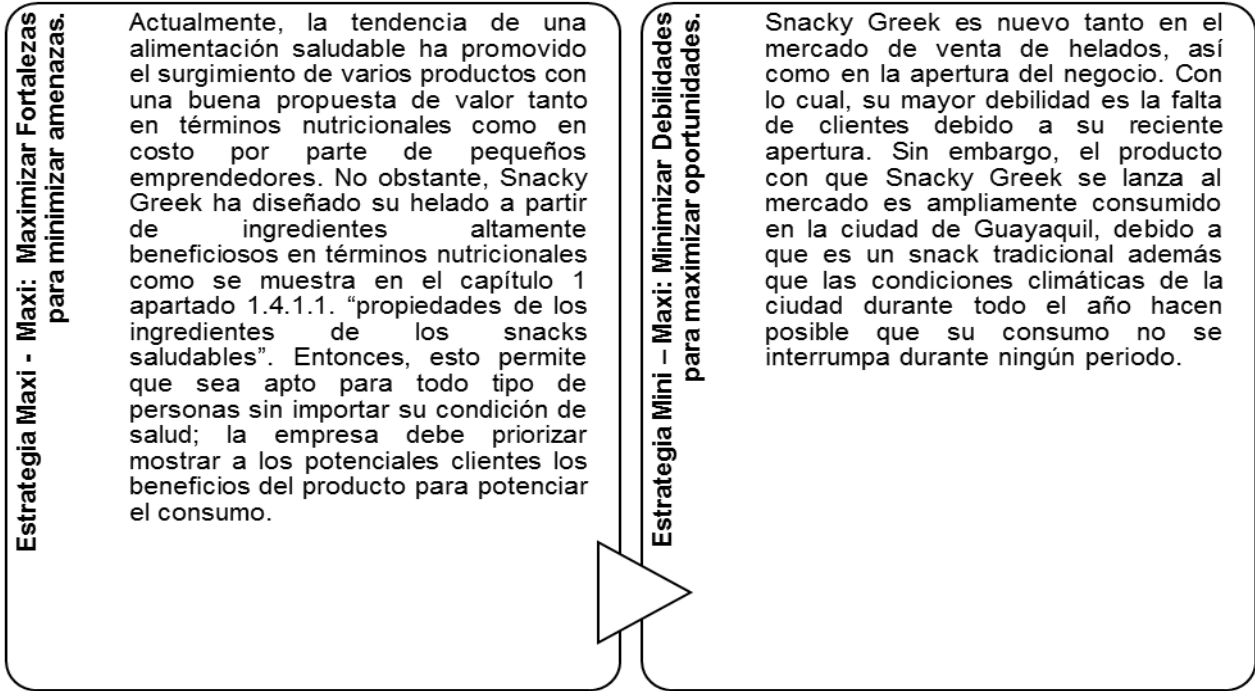 Estrategia Maxi - Maxi: Maximizar Fortalezas
para minimizar amenazas.
Actualmente, la tendencia de una
alimentación saludable ha promovido
el surgimiento de varios productos con
una buena propuesta de valor tanto
en términos nutricionales como en
costo por parte de pequeños
emprendedores. No obstante, Snacky
Greek ha diseñado su helado a partir
de ingredientes altamente
beneficiosos en términos nutricionales
como se muestra en el capítulo 1
apartado 1.4.1.1. “propiedades de los
ingredientes de los snacks
saludables”. Entonces, esto permite
que sea apto para todo tipo de
personas sin importar su condición de
salud; la empresa debe priorizar
mostrar a los potenciales clientes los
beneficios del producto para potenciar
el consumo.
Estrategia Mini – Maxi: Minimizar Debilidades
para maximizar oportunidades.
Snacky Greek es nuevo tanto en el
mercado de venta de helados, así
como en la apertura del negocio. Con
lo cual, su mayor debilidad es la falta
de clientes debido a su reciente
apertura. Sin embargo, el producto
con que Snacky Greek se lanza al
mercado es ampliamente consumido
en la ciudad de Guayaquil, debido a
que es un snack tradicional además
que las condiciones climáticas de la
ciudad durante todo el año hacen
posible que su consumo no se
interrumpa durante ningún periodo.